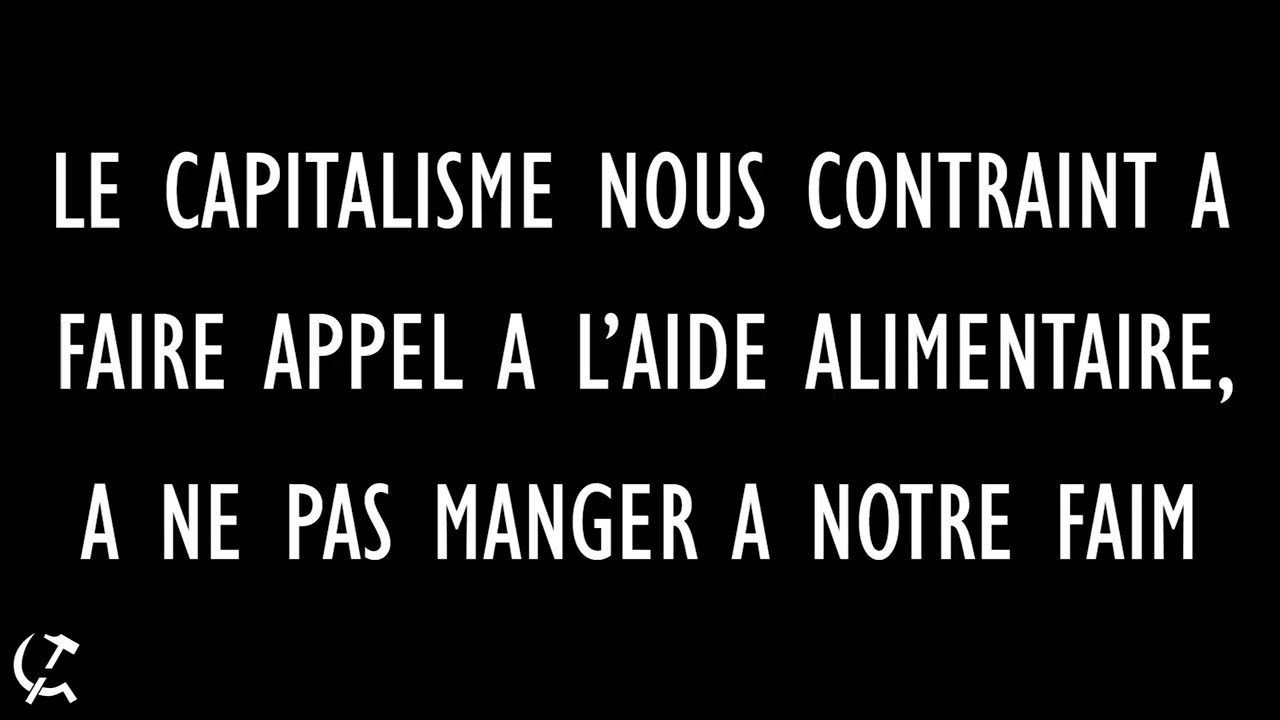 LE CAPITALISME NOUS CONTRAINT A
FAIRE APPEL A L’AIDE ALIMENTAIRE,
A NE PAS MANGER A NOTRE FAIM